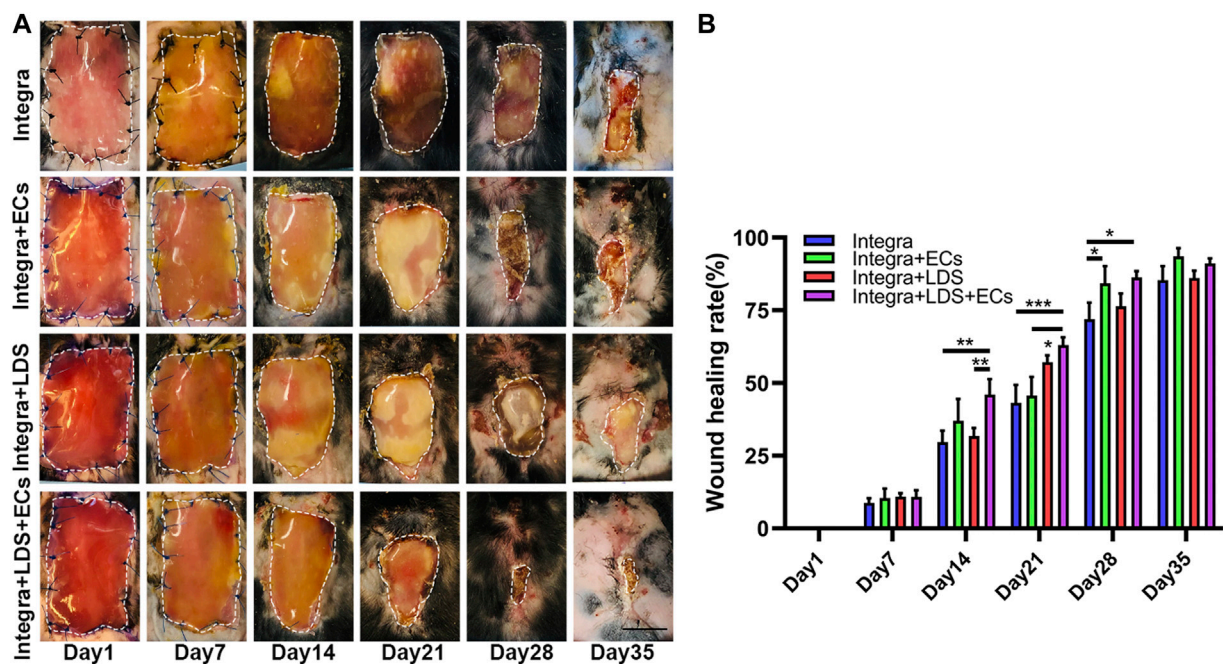 A
Integra
Integra+ECs
Integra+LDS
Integra+LDS+ECs
Day1 Day7 Day14 Day21 Day28 Day35
B
Wound healing rate(%)
100
75
50
25
0
Integra
Integra+ECs
Integra+LDS
Integra+LDS+ECs
**
**
***
*
*
*
Day1 Day7 Day14 Day21 Day28 Day35